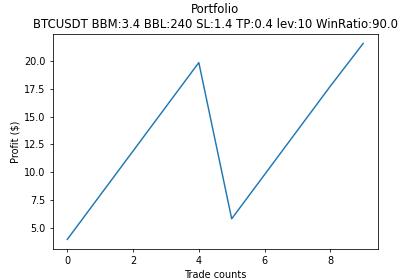 Portfolio
BTCUSDT BBM:3.4 BBL:240 SL:1.4 TP:0.4 lev:10 WinRatio:90.0
20.0
17.5
15.0
12.5
10.0
7.5
5.0
Profit ($)
0 2 4 6 8
Trade counts